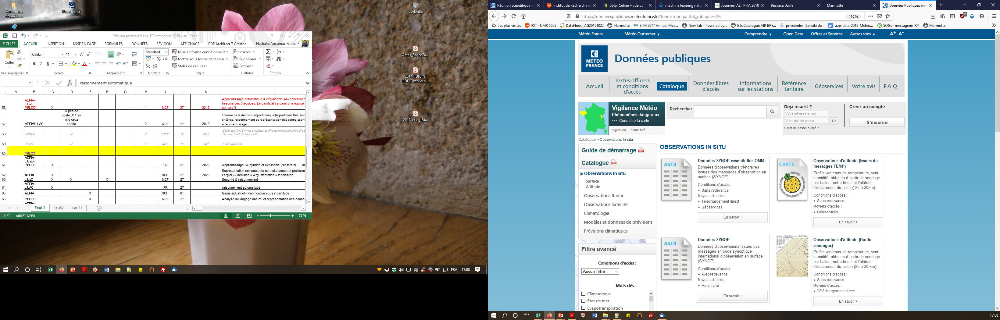 Anciennes
données ...
Protege 4.3
Corbeille
Actes_Sageo20...
2014-TUtorial
RDF-Onto-exo...
2017-ccks_IEa...
Tableau postes à 5 ans ET campagne 2020.xlsx - Excel
FICHIER ACCUEIL INSERTION MISE EN PAGE FORMULES DONNÉES RÉVISION AFFICHAGE PDF Architect 7 Creator Nathalie Aussenac-Gilles
Coller
Calibri 11
G I S
Standard
% 000
Mise en forme conditionnelle
Mettre sous forme de tableau
Styles de cellules
Insérer
Supprimer
Format
Presse-papiers Police Alignement Nombre Style Cellules Édition
fx raisonnement automatique
A B C D E F G H I J K L
56 ADRIA-LILaC-MELODI X 1 MCF 27 2019 Apprentissage automatique & explainable AI - cohérent a
besoins des 3 équipes. Le candidat ira dans une équipe
son profil.
57 ADRIA/LILAC X pas de poste UT1 en info cette année 2 MCF 27 2019 Théorie de la décision algorithmique (Algorithmic Decision
critères, raisonnement et représentation des connaissanc
à l'apprentissage
58 ADRIA X 2 MCF 27 2019 Décision Multi-Critère, Systèmes de Recommandation, Aide à la D
Groupe, Outils Collaboratifs
59 LILaC X 3 MCF 27 2019 Economie et IA
60 MELODI
61 ADRIA-LILaC-MELODI X PR 27 2020 Apprentissage, IA hybride et explicable (renfort ML ... su
62 ADRIA X MCF 27 2020 Représentation compacte de connaissances et préféren
Fargier) // décision // Argumentation // incertitude
63 LILaC X X X MCF 27 Sécurité & raisonnement
64 ADRIA-LILAC X PR 27 raisonnement automatique
65 ADRIA X MCF 61 Génie industriel - Planification sous incertitude
66 MELODI X MCF 27 Analyse du langage naturel et représentation des connai
ADRIA-
Feuil1 Feuil2 Feuil3
PRÊT ARRÊT DÉFIL. 73 %
FRA 17:08
Réunion scientifique - Institut de Recherche e dblp: Céline Hudelot machine learning natu Journee:TAL | PFIA 2018 Béatrice Daille Marmotte Données Publiques de
https://donneespubliques.meteofrance.fr/?fond=rubrique&id_rubrique=26 110 %
Les plus visités IRIT - UMR 5505 DataNoos _AG20191022 Marmotte SIIM 2017 Annual Mee... New Tab - Powered by... GéoCatalogue AIR BRE... prive:index [Le wiki de... aap-data-2019-Meteo... SOGo- messagerie IRIT Marmotte
Météo France Météo Outremer Comprendre Open Data Offres et Services Autres sites A+ A-
METEO
FRANCE
Données publiques
Accueil
Textes officiels
et conditions
d'accès
Catalogue
Données libres
d'accès
Informations
sur les stations
Référence
tarifaire
Géoservices
Votre avis
F.A.Q.
Vigilance Météo
Phénomènes dangereux
<<< Consultez la carte
Vigicrues Bison futé
Rechercher
Déjà inscrit ?
Votre adresse e-mail
Votre mot de passe
OK
> Mot de passe oublié ?
Créer un compte
S'inscrire
Catalogue > Observations In situ
Guide de démarrage PDF
Catalogue PDF
Observations In situ
Surface
Altitude
Observations Radar
Observations Satellite
Climatologie
Modèles et données de prévisions
Prévisions climatiques
Filtre avancé
Conditions d'accès :
Aucun filtre
Mots-clés :
Climatologie
Etat de mer
Evapotranspiration
OBSERVATIONS IN SITU
ASCII
Données SYNOP essentielles OMM
Données d'observations tri-horaires
issues des messages d'observation en
surface (SYNOP).
Conditions d'accès :
Sans redevance
Moyens d'accès :
Téléchargement direct
Géoservices
En savoir +
CARTE
Observations d'altitude (issues de
messages TEMP)
Profils verticaux de température, vent,
humidité, obtenus à partir de sondage
par ballon, entre le sol et l'altitude
d'éclatement du ballon( 20 à 30km).
Conditions d'accès :
Sans redevance
Moyens d'accès :
Géoservices
En savoir +
ASCII
Données SYNOP
Données d'observations issues des
messages en code synoptique
international d'observation en surface
(SYNOP).
Conditions d'accès :
Avec redevance
Moyens d'accès :
Hors ligne
En savoir +
Observations d'altitude (Radio
sondages)
Profils verticaux de température, vent,
humidité, obtenus à partir de sondage
par ballon, entre le sol et l'altitude
d'éclatement du ballon (20 à 30 km).
Conditions d'accès :
Sans redevance
Moyens d'accès :
Téléchargement direct
En savoir +
17:08